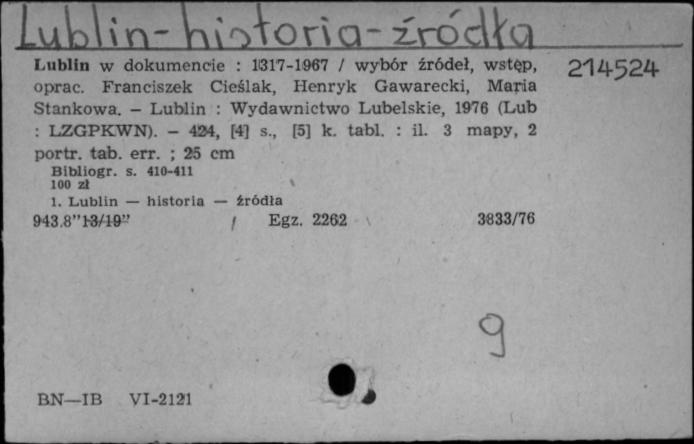 Lublin-historia-źródła
Lublin w dokumencie : 1317-1967 / wybór źródeł, wstęp, 214524
oprac. Franciszek Cieślak, Henryk Gawarecki, Maria
Stankowa. – Lublin : Wydawnictwo Lubelskie, 1976 (Lub
: LZGPKWN). – 424, [4] s., [5] k. tabl. : il. 3 mapy, 2
portr. tab. err. ; 25 cm
Bibliogr. s. 410-411
100 zł
1. Lublin — historia — źródła
943.8"13/19" / Egz. 2262 3833/76
9
BN—IB VI-2121